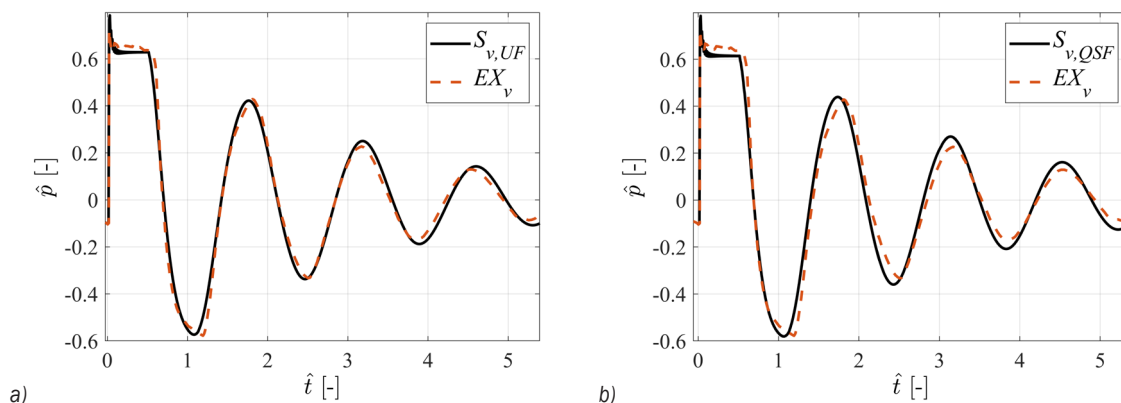 S_{v,UF}
EX_v
0.6
0.4
0.2
0
-0.2
-0.4
-0.6
p̂ [-]
0 1 2 3 4 5
t̂ [-]
a)
S_{v,QSF}
EX_v
0.6
0.4
0.2
0
-0.2
-0.4
-0.6
p̂ [-]
0 1 2 3 4 5
t̂ [-]
b)